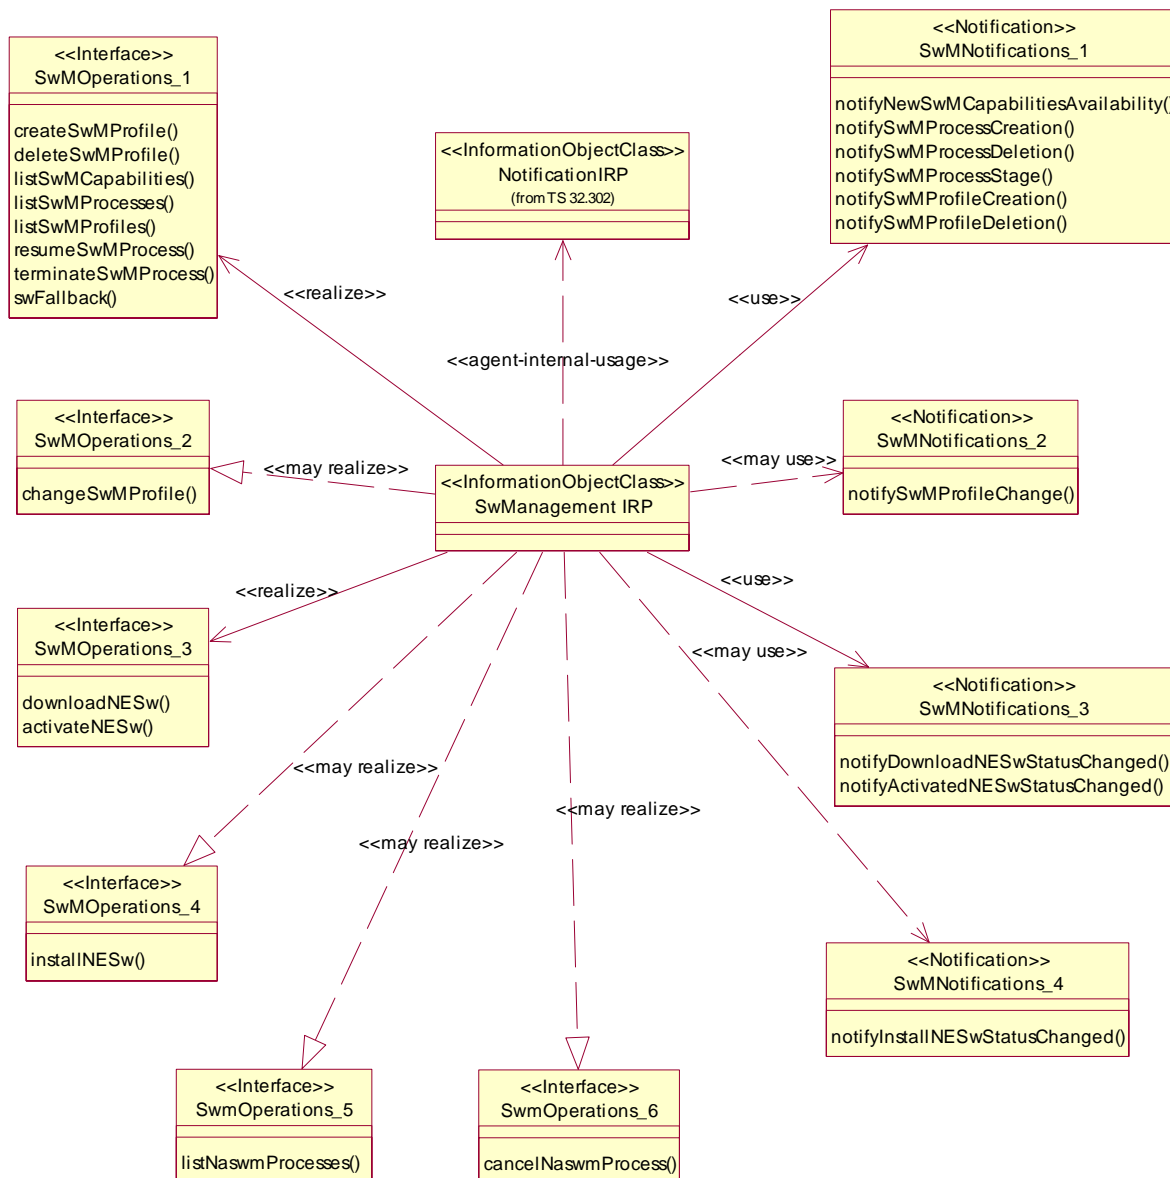 <<Interface>>
SwMOperations_1
createSwMProfile()
deleteSwMProfile()
listSwMCapabilities()
listSwMProcesses()
listSwMProfiles()
resumeSwMProcess()
terminateSwMProcess()
swFallback()
<<InformationObjectClass>>
NotificationIRP
(from TS 32.302)
<<Notification>>
SwMNotifications_1
notifyNewSwMCapabilitiesAvailability()
notifySwMProcessCreation()
notifySwMProcessDeletion()
notifySwMProcessStage()
notifySwMProfileCreation()
notifySwMProfileDeletion()
<<realize>>
<<use>>
<<agent-internal-usage>>
<<Interface>>
SwMOperations_2
changeSwMProfile()
<<may realize>>
<<InformationObjectClass>>
SwManagement IRP
<<may use>>
<<Notification>>
SwMNotifications_2
notifySwMProfileChange()
<<realize>>
<<use>>
<<Interface>>
SwMOperations_3
downloadNESw()
activateNESw()
<<may use>>
<<Notification>>
SwMNotifications_3
notifyDownloadNESwStatusChanged()
notifyActivatedNESwStatusChanged()
<<may realize>>
<<may realize>>
<<may realize>>
<<Interface>>
SwMOperations_4
installNESw()
<<Notification>>
SwMNotifications_4
notifyInstallNESwStatusChanged()
<<Interface>>
SwmOperations_5
listNaswmProcesses()
<<Interface>>
SwmOperations_6
cancelNaswmProcess()